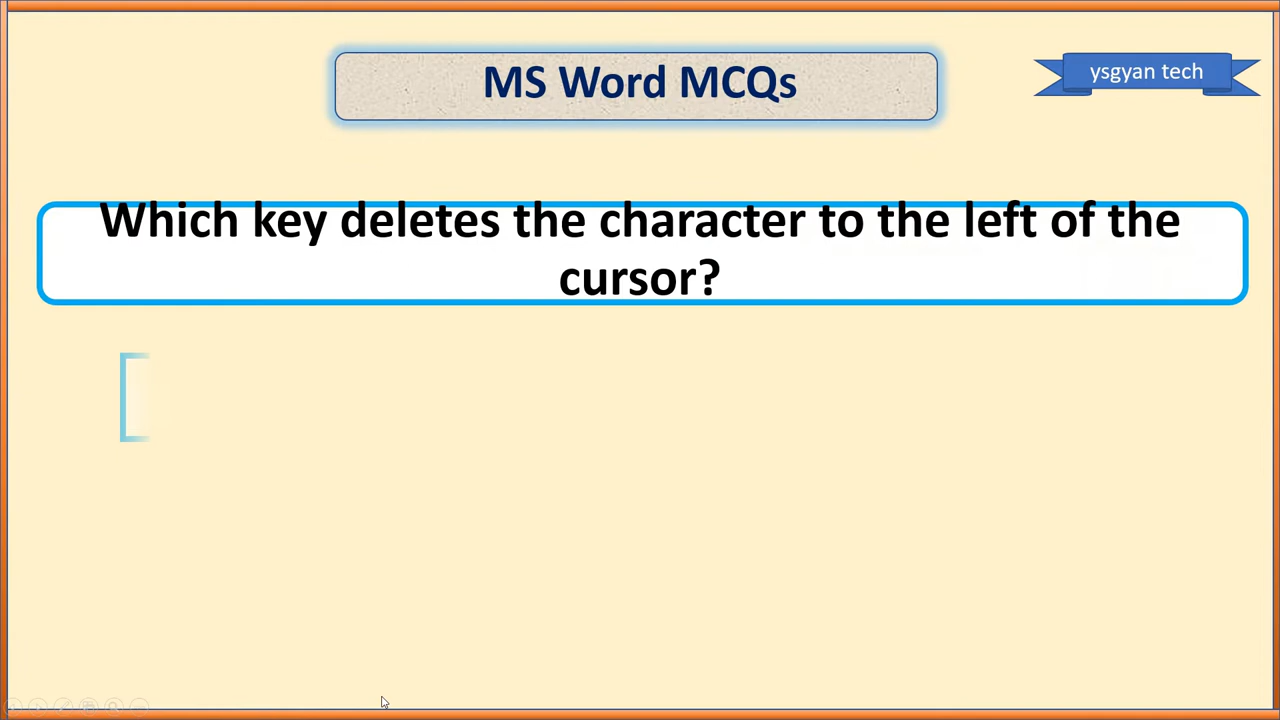 MS Word MCQs
ysgyan tech
Which key deletes the character to the left of the
cursor?